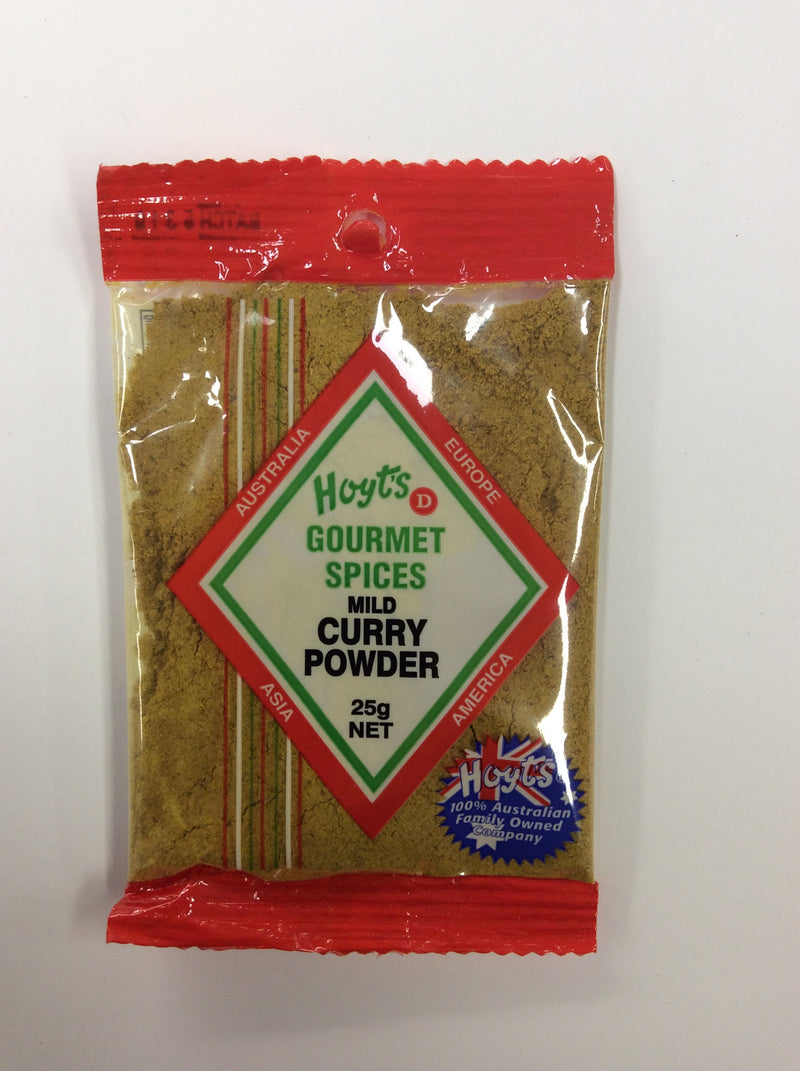 AUSTRALIA
EUROPE
Hoyt's D
GOURMET
SPICES
MILD
CURRY
POWDER
25g
NET
ASIA
AMERICA
Hoyt's
100% Australian
Family Owned
Company